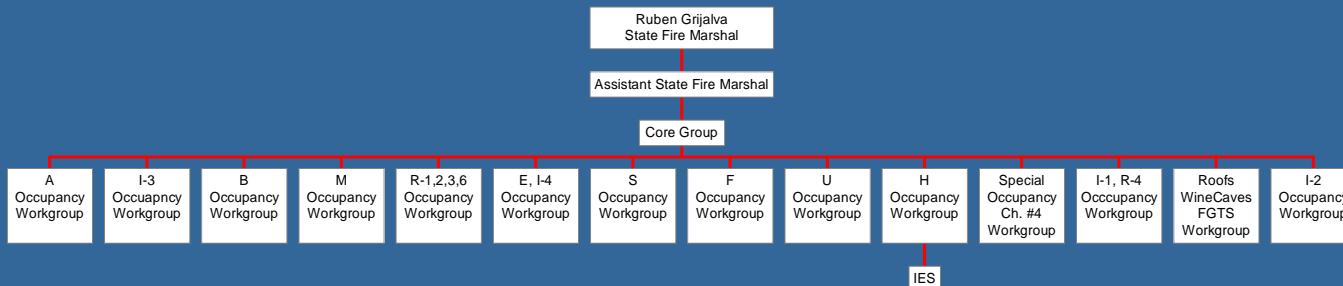 Ruben Grijalva
State Fire Marshal
Assistant State Fire Marshal
Core Group
A
Occupancy
Workgroup
I-3
Occuapncy
Workgroup
B
Occupancy
Workgroup
M
Occupancy
Workgroup
R-1,2,3,6
Occupancy
Workgroup
E, I-4
Occupancy
Workgroup
S
Occupancy
Workgroup
F
Occupancy
Workgroup
U
Occupancy
Workgroup
H
Occupancy
Workgroup
Special
Occupancy
Ch. #4
Workgroup
I-1, R-4
Occcupancy
Workgroup
Roofs
WineCaves
FGTS
Workgroup
I-2
Occupancy
Workgroup
IES